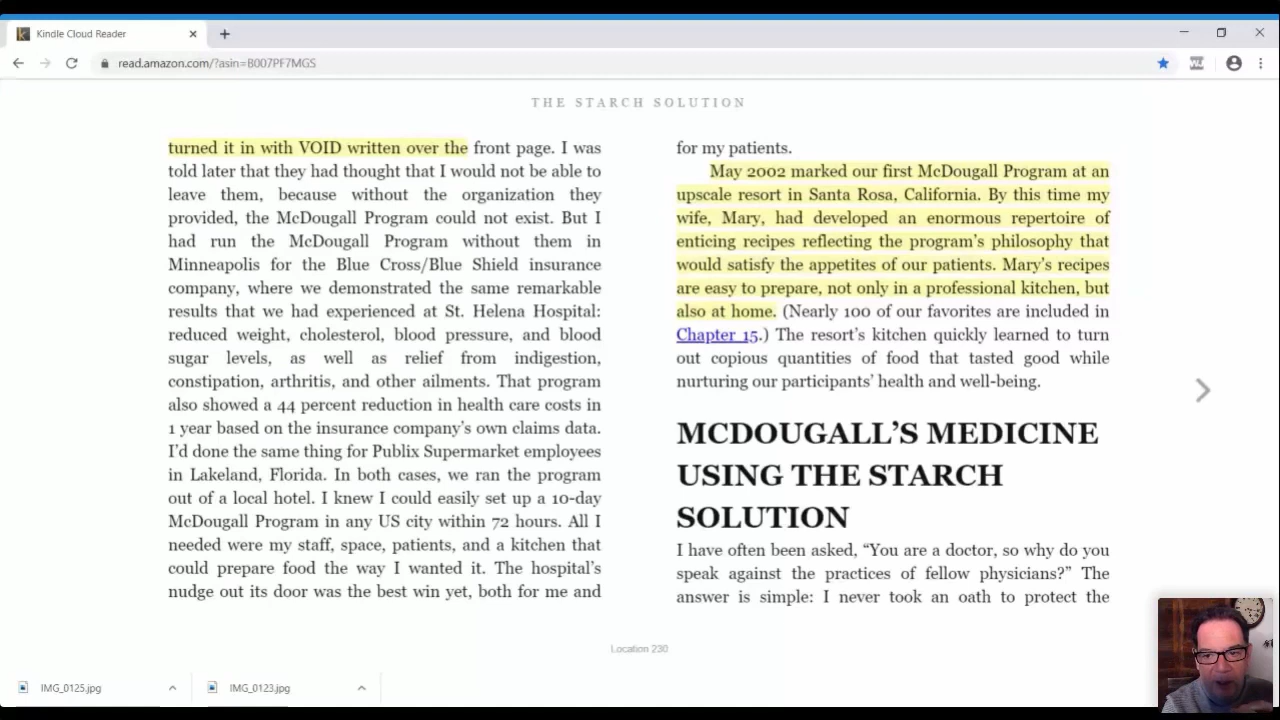 Kindle Cloud Reader
read.amazon.com/?asin=B007PF7MGS
THE STARCH SOLUTION
turned it in with VOID written over the front page. I was
told later that they had thought that I would not be able to
leave them, because without the organization they
provided, the McDougall Program could not exist. But I
had run the McDougall Program without them in
Minneapolis for the Blue Cross/Blue Shield insurance
company, where we demonstrated the same remarkable
results that we had experienced at St. Helena Hospital:
reduced weight, cholesterol, blood pressure, and blood
sugar levels, as well as relief from indigestion,
constipation, arthritis, and other ailments. That program
also showed a 44 percent reduction in health care costs in
1 year based on the insurance company’s own claims data.
I’d done the same thing for Publix Supermarket employees
in Lakeland, Florida. In both cases, we ran the program
out of a local hotel. I knew I could easily set up a 10-day
McDougall Program in any US city within 72 hours. All I
needed were my staff, space, patients, and a kitchen that
could prepare food the way I wanted it. The hospital’s
nudge out its door was the best win yet, both for me and
for my patients.
May 2002 marked our first McDougall Program at an
upscale resort in Santa Rosa, California. By this time my
wife, Mary, had developed an enormous repertoire of
enticing recipes reflecting the program’s philosophy that
would satisfy the appetites of our patients. Mary’s recipes
are easy to prepare, not only in a professional kitchen, but
also at home. (Nearly 100 of our favorites are included in
Chapter 15.) The resort’s kitchen quickly learned to turn
out copious quantities of food that tasted good while
nurturing our participants’ health and well-being.
MCDOUGALL’S MEDICINE
USING THE STARCH
SOLUTION
I have often been asked, “You are a doctor, so why do you
speak against the practices of fellow physicians?” The
answer is simple: I never took an oath to protect the
Location 230
IMG_0125.jpg
IMG_0123.jpg